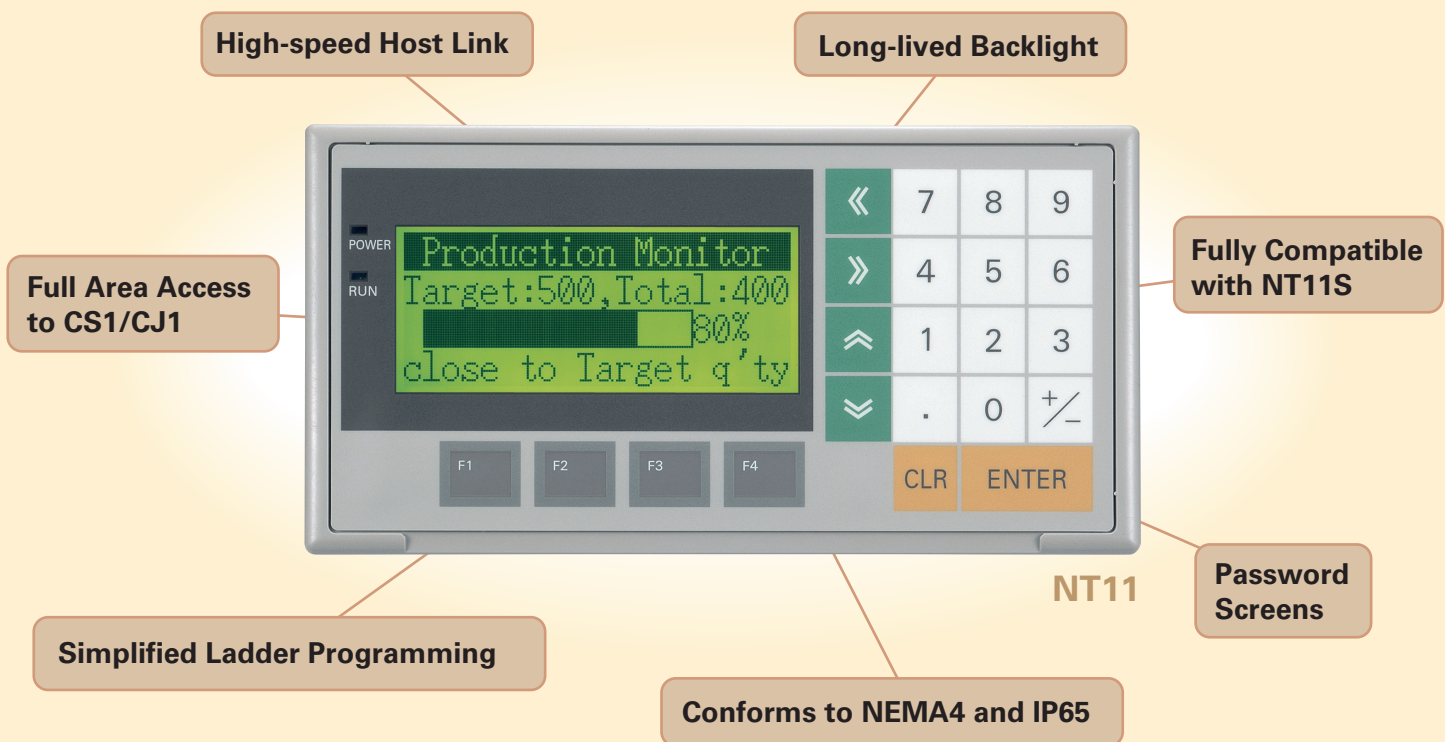 High-speed Host Link
Long-lived Backlight
Full Area Access
to CS1/CJ1
Fully Compatible
with NT11S
POWER
RUN
Production Monitor
Target:500,Total:400
80%
close to Target q'ty
F1 F2 F3 F4
7 8 9
4 5 6
1 2 3
. 0 +/−
CLR ENTER
NT11
Password
Screens
Simplified Ladder Programming
Conforms to NEMA4 and IP65